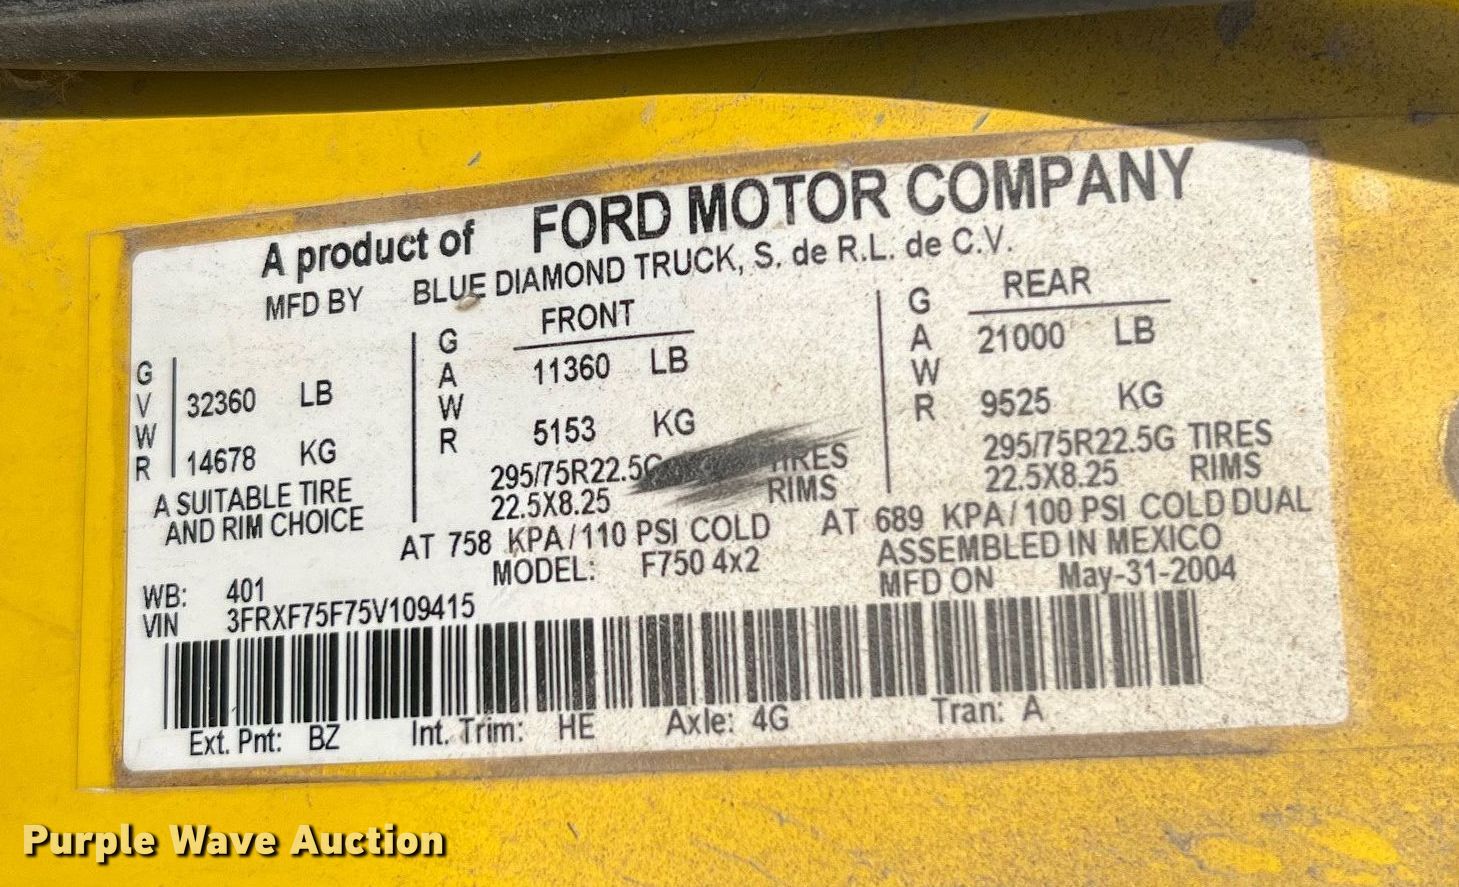 A product of FORD MOTOR COMPANY
MFD BY BLUE DIAMOND TRUCK, S. de R.L. de C.V.
GVWR 32360 LB
14678 KG
A SUITABLE TIRE
AND RIM CHOICE
GAWR FRONT
11360 LB
5153 KG
295/75R22.5G TIRES
22.5X8.25 RIMS
AT 758 KPA/110 PSI COLD
GAWR REAR
21000 LB
9525 KG
295/75R22.5G TIRES
22.5X8.25 RIMS
AT 689 KPA/100 PSI COLD DUAL
MODEL: F750 4x2
ASSEMBLED IN MEXICO
MFD ON May-31-2004
WB: 401
VIN 3FRXF75F75V109415
Ext. Pnt: BZ Int. Trim: HE Axle: 4G Tran: A
Purple Wave Auction